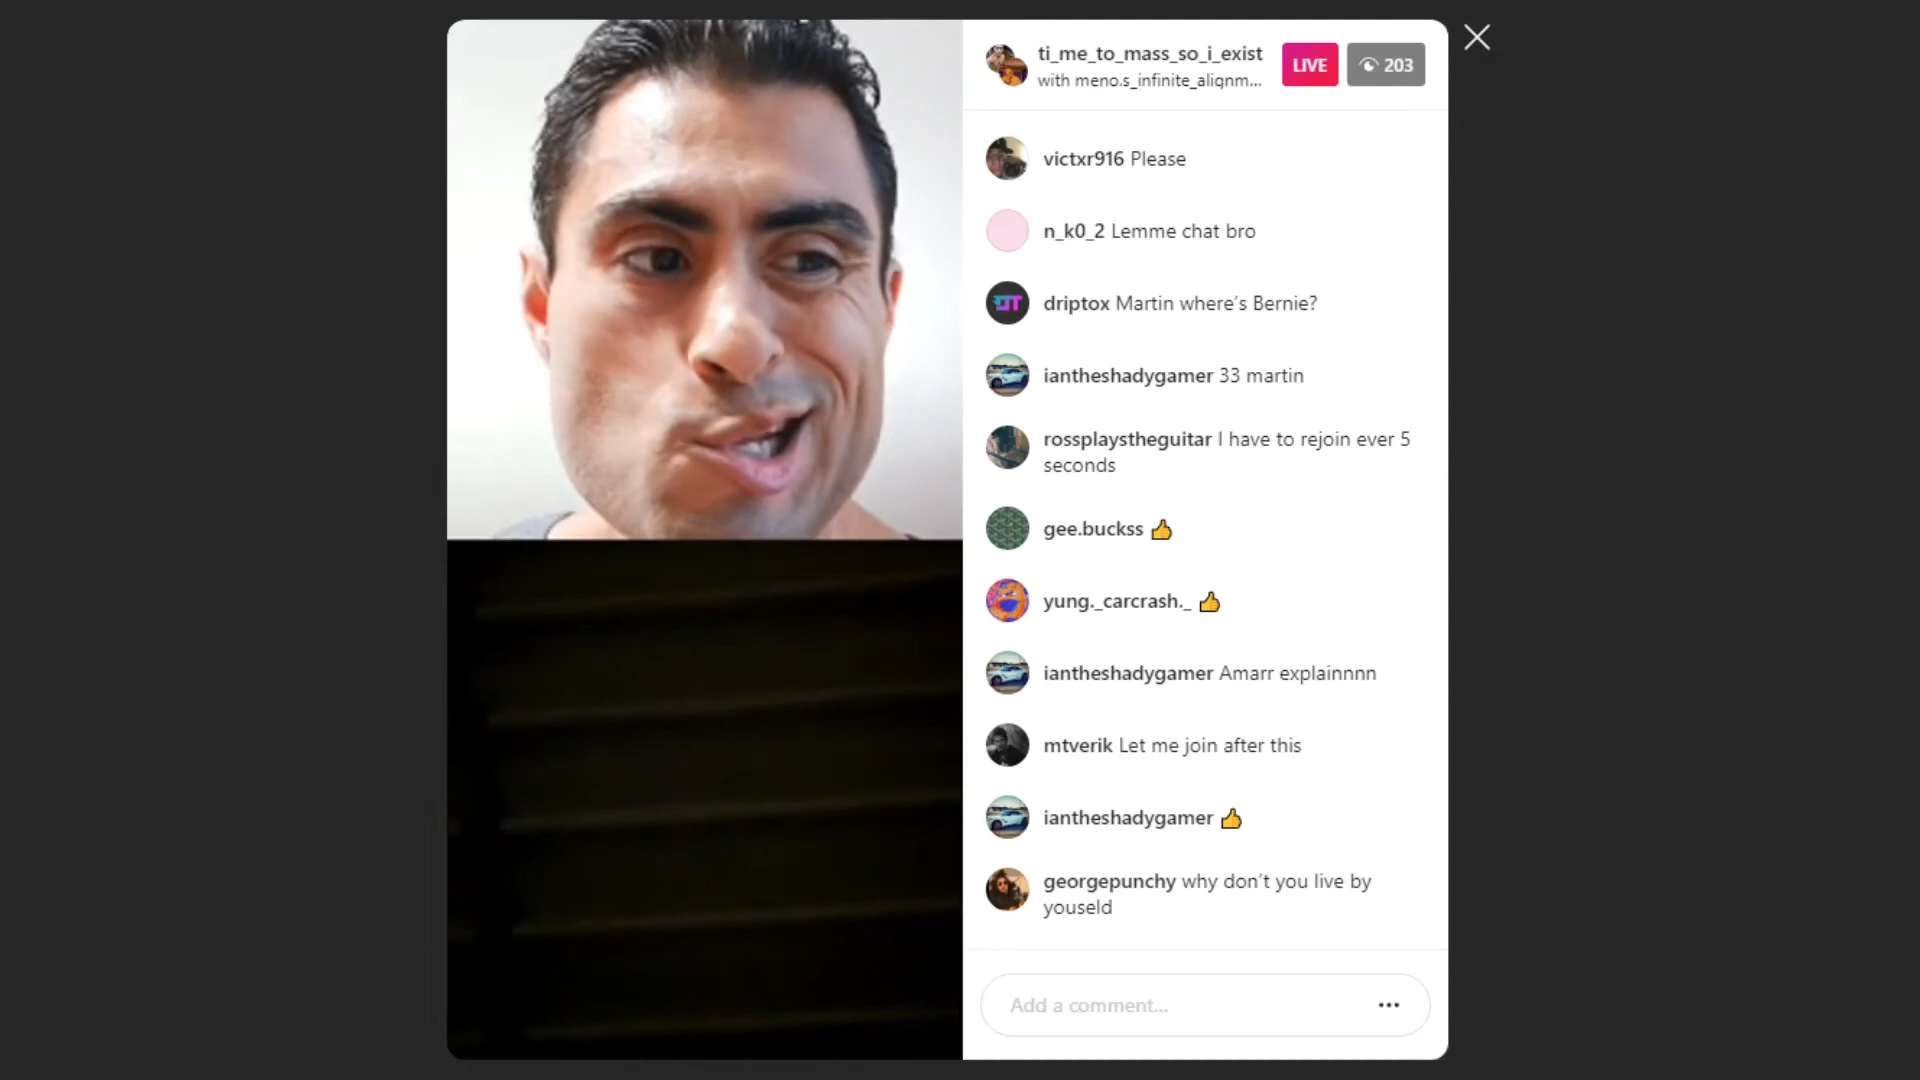 ti_me_to_mass_so_i_exist
with meno.s_infinite_alignm...
LIVE
203
victxr916 Please
n_k0_2 Lemme chat bro
driptox Martin where's Bernie?
iantheshadygamer 33 martin
rossplaystheguitar I have to rejoin ever 5
seconds
gee.buckss 👍
yung._carcrash._ 👍
iantheshadygamer Amarr explainnnn
mtverik Let me join after this
iantheshadygamer 👍
georgepunchy why don't you live by
youseld
Add a comment...